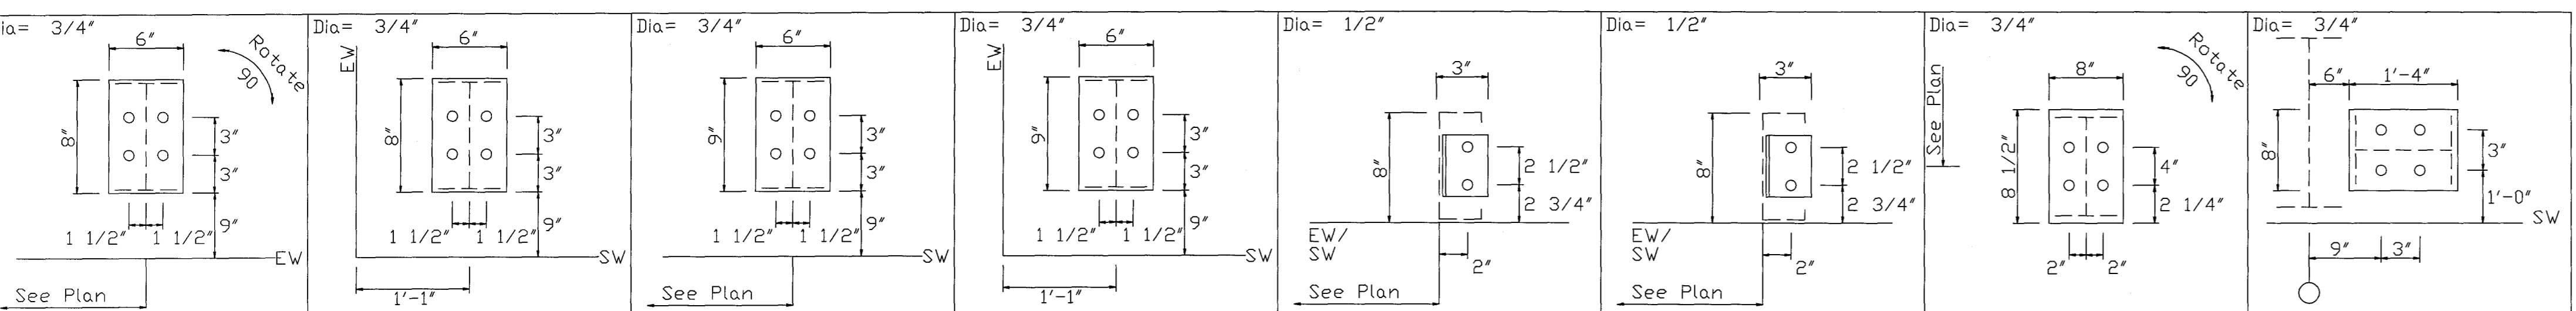 ia= 3/4"
6"
Rotate
90
8"
3"
3"
9"
1 1/2" 1 1/2"
EW
See Plan
Dia= 3/4"
EW
6"
8"
3"
3"
9"
1 1/2" 1 1/2"
SW
1'-1"
Dia= 3/4"
6"
9"
3"
3"
9"
1 1/2" 1 1/2"
SW
See Plan
Dia= 3/4"
EW
6"
9"
3"
3"
9"
1 1/2" 1 1/2"
SW
1'-1"
Dia= 1/2"
3"
8"
2 1/2"
2 3/4"
EW/
SW
2"
See Plan
Dia= 1/2"
3"
8"
2 1/2"
2 3/4"
EW/
SW
2"
See Plan
Dia= 3/4"
8"
Rotate
90
See Plan
8 1/2"
4"
2 1/4"
2" 2"
Dia= 3/4"
6" 1'-4"
8"
3"
1'-0"
SW
9" 3"